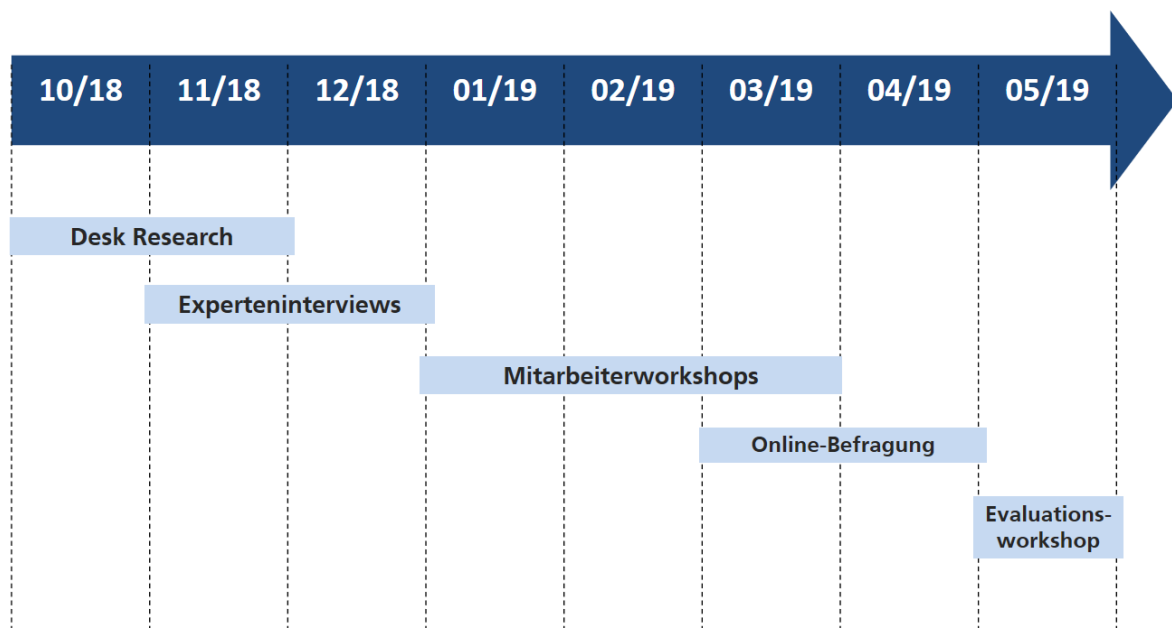 10/18 11/18 12/18 01/19 02/19 03/19 04/19 05/19
Desk Research
Experteninterviews
Mitarbeiterworkshops
Online-Befragung
Evaluations-
workshop